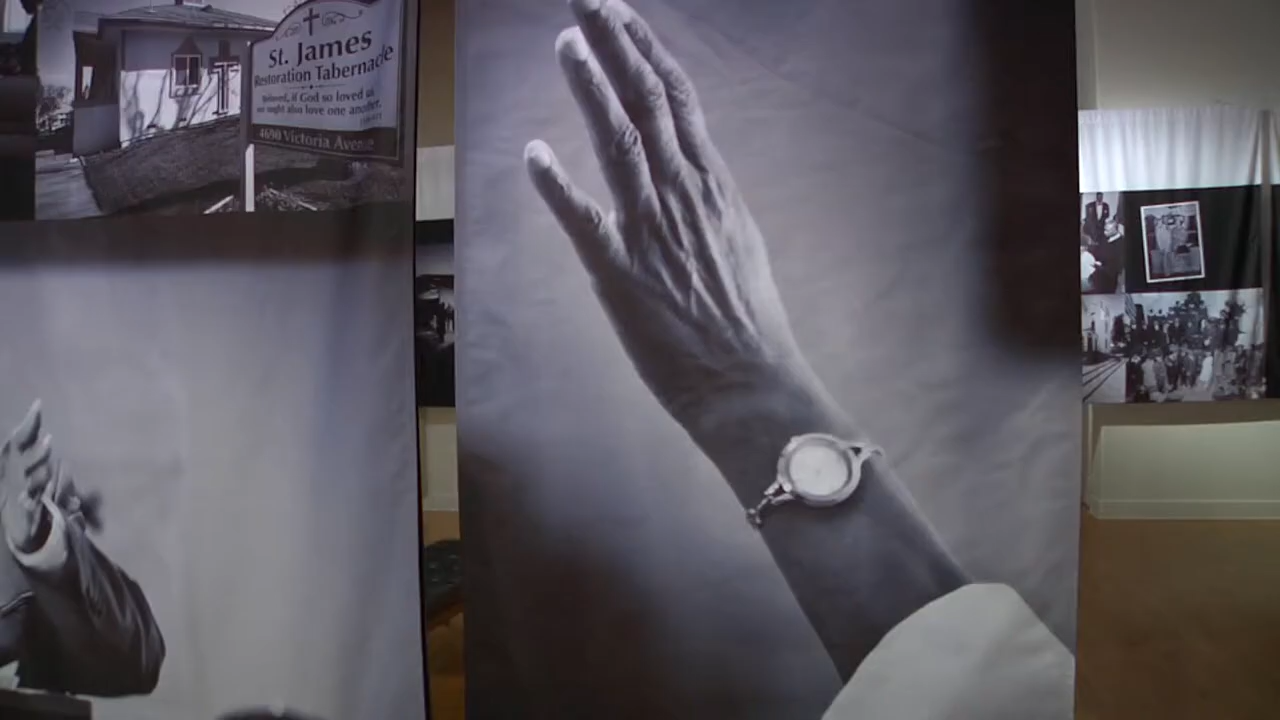 St. James
Restoration Tabernacle
Beloved, if God so loved us
we ought also love one another.
4690 Victoria Avenue